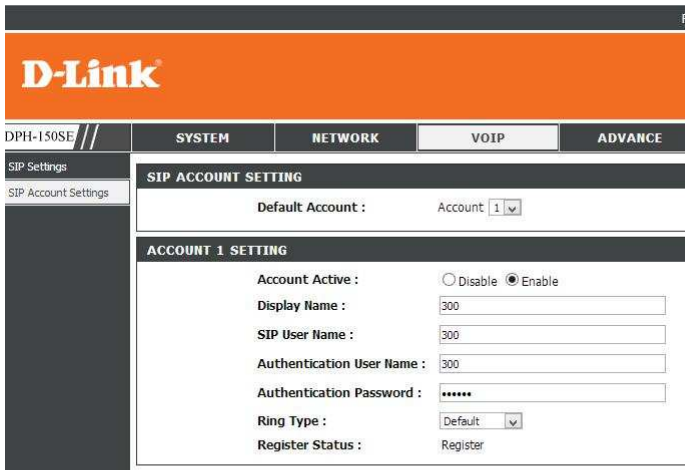 D-Link
DPH-150SE // SYSTEM NETWORK VOIP ADVANCE
SIP Settings
SIP Account Settings
SIP ACCOUNT SETTING
Default Account : Account 1
ACCOUNT 1 SETTING
Account Active : Disable Enable
Display Name : 300
SIP User Name : 300
Authentication User Name : 300
Authentication Password : ••••••
Ring Type : Default
Register Status : Register